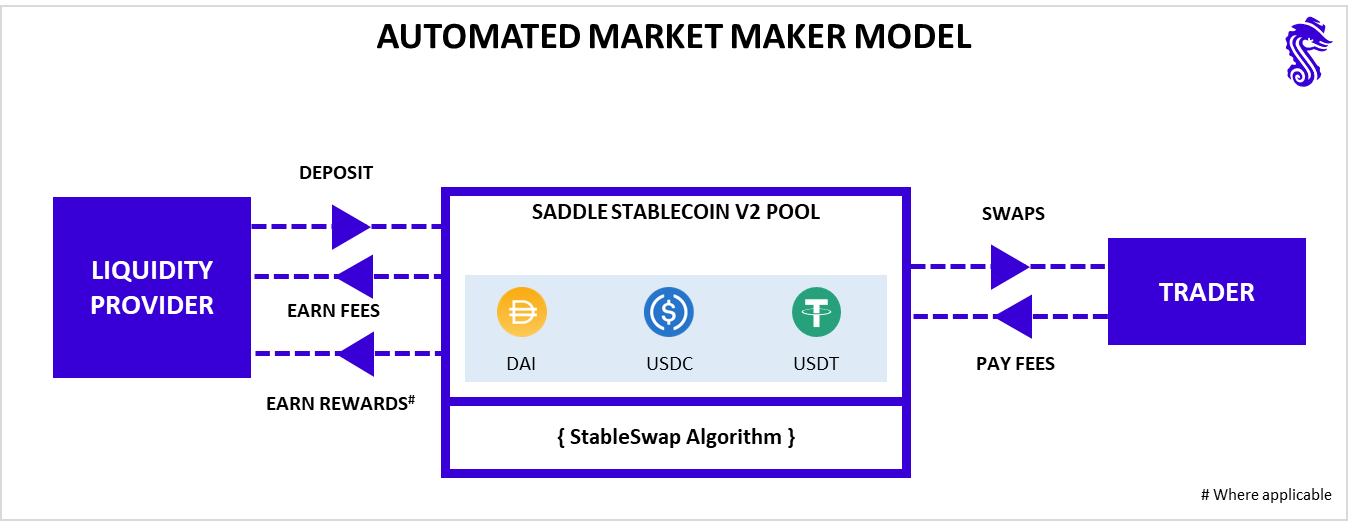 AUTOMATED MARKET MAKER MODEL
DEPOSIT
LIQUIDITY
PROVIDER
EARN FEES
EARN REWARDS#
SADDLE STABLECOIN V2 POOL
DAI
USDC
USDT
{ StableSwap Algorithm }
SWAPS
TRADER
PAY FEES
# Where applicable